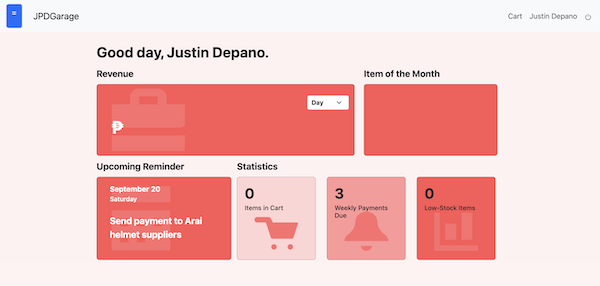 JPDGarage
Cart Justin Depano
Good day, Justin Depano.
Revenue
Item of the Month
Day
₱
Upcoming Reminder
Statistics
September 20
Saturday
Send payment to Arai
helmet suppliers
0
Items in Cart
3
Weekly Payments
Due
0
Low-Stock Items